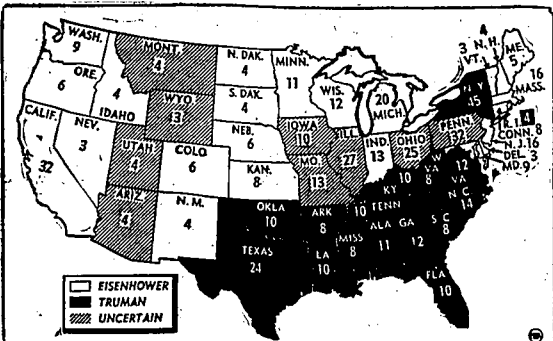 WASH.
9
ORE.
6
CALIF.
32
NEV.
3
4
IDAHO
MONT.
4
WYO.
13
UTAH
4
ARIZ.
4
COLO.
6
N. M.
4
N. DAK.
4
S. DAK.
4
NEB.
6
KAN.
8
OKLA
10
TEXAS
24
MINN.
11
IOWA
10
MO.
13
ARK
8
LA
10
WIS.
12
ILL.
27
20
MICH.
IND.
13
OHIO
25
KY
10
10
TENN
MISS
8
ALA
11
GA
12
FLA
10
S C
8
N C
14
12
VA
W
VA
8
PENN.
32
N Y
45
3
VT.
4
N. H.
ME.
5
16
MASS.
R.I. 4
CONN. 8
N.J. 16
DEL. 3
MD. 9
EISENHOWER
TRUMAN
UNCERTAIN